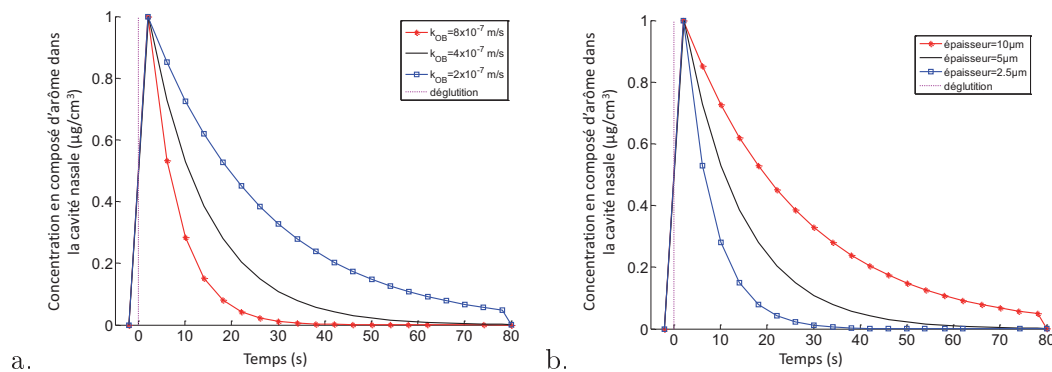 Concentration en composé d'arôme dans
la cavité nasale (µg/cm³)
1
0.8
0.6
0.4
0.2
0
0 10 20 30 40 50 60 70 80
Temps (s)
k_OB=8x10⁻⁷ m/s
k_OB=4x10⁻⁷ m/s
k_OB=2x10⁻⁷ m/s
déglutition
a.
Concentration en composé d'arôme dans
la cavité nasale (µg/cm³)
1
0.8
0.6
0.4
0.2
0
0 10 20 30 40 50 60 70 80
Temps (s)
épaisseur=10µm
épaisseur=5µm
épaisseur=2.5µm
déglutition
b.